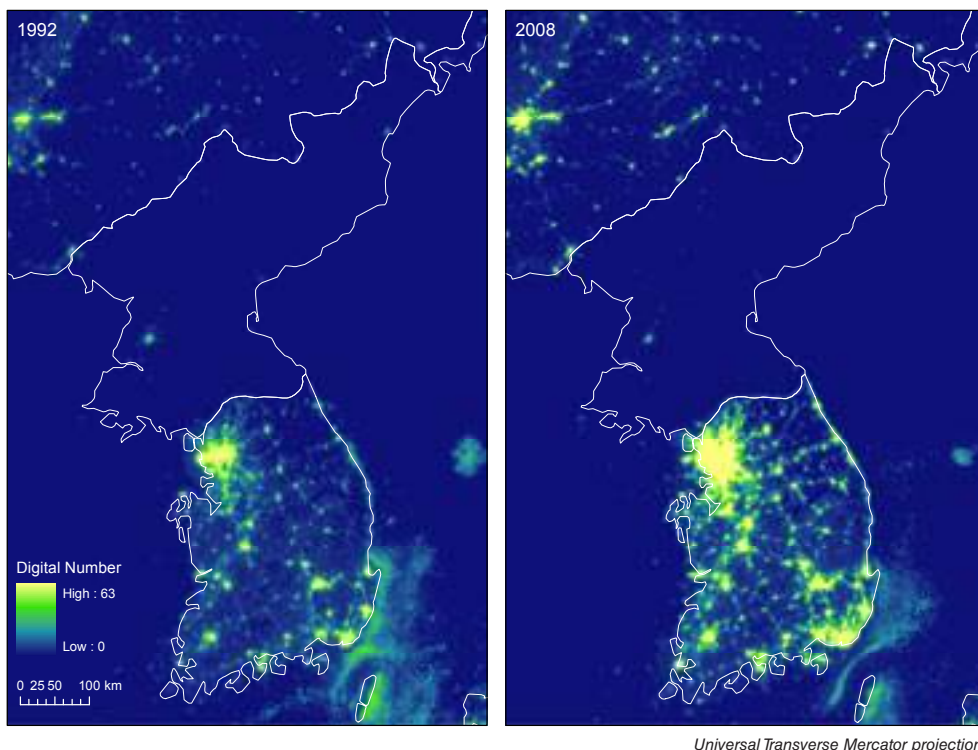 1992
2008
Digital Number
High : 63
Low : 0
0 25 50 100 km
Universal Transverse Mercator projection